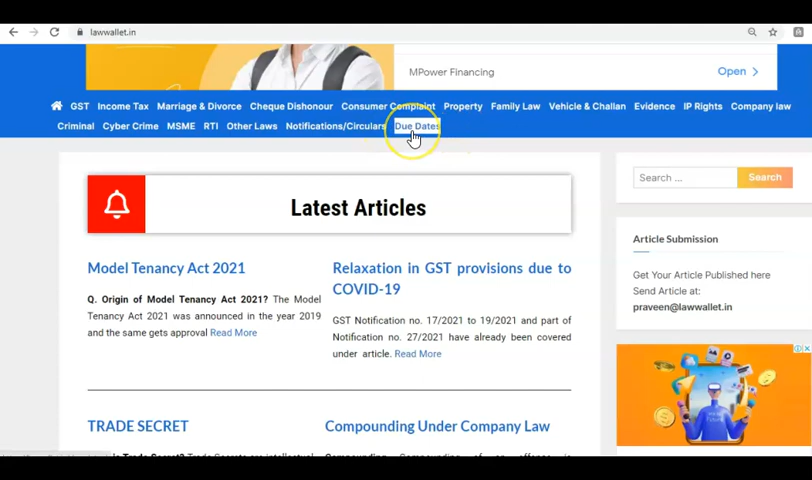 lawwallet.in
MPower Financing
Open
GST Income Tax Marriage & Divorce Cheque Dishonour Consumer Complaint Property Family Law Vehicle & Challan Evidence IP Rights Company law
Criminal Cyber Crime MSME RTI Other Laws Notifications/Circulars Due Dates
Latest Articles
Search ...
Search
Model Tenancy Act 2021
Q. Origin of Model Tenancy Act 2021? The Model
Tenancy Act 2021 was announced in the year 2019
and the same gets approval Read More
Relaxation in GST provisions due to
COVID-19
GST Notification no. 17/2021 to 19/2021 and part of
Notification no. 27/2021 have already been covered
under article. Read More
Article Submission
Get Your Article Published here
Send Article at:
praveen@lawwallet.in
TRADE SECRET
Compounding Under Company Law